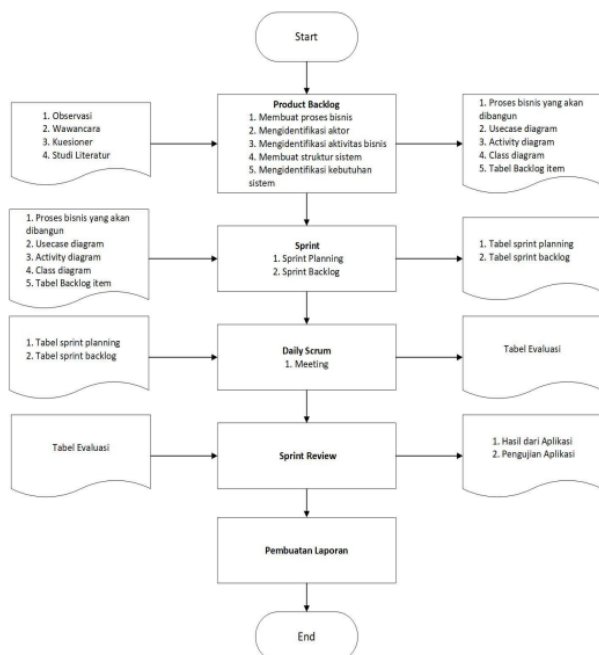 Start
1. Observasi
2. Wawancara
3. Kuesioner
4. Studi Literatur
Product Backlog
1. Membuat proses bisnis
2. Mengidentifikasi aktor
3. Mengidentifikasi aktivitas bisnis
4. Membuat struktur sistem
5. Mengidentifikasi kebutuhan
sistem
1. Proses bisnis yang akan
dibangun
2. Usecase diagram
3. Activity diagram
4. Class diagram
5. Tabel Backlog item
1. Proses bisnis yang akan
dibangun
2. Usecase diagram
3. Activity diagram
4. Class diagram
5. Tabel Backlog item
Sprint
1. Sprint Planning
2. Sprint Backlog
1. Tabel sprint planning
2. Tabel sprint backlog
1. Tabel sprint planning
2. Tabel sprint backlog
Daily Scrum
1. Meeting
Tabel Evaluasi
Tabel Evaluasi
Sprint Review
1. Hasil dari Aplikasi
2. Pengujian Aplikasi
Pembuatan Laporan
End